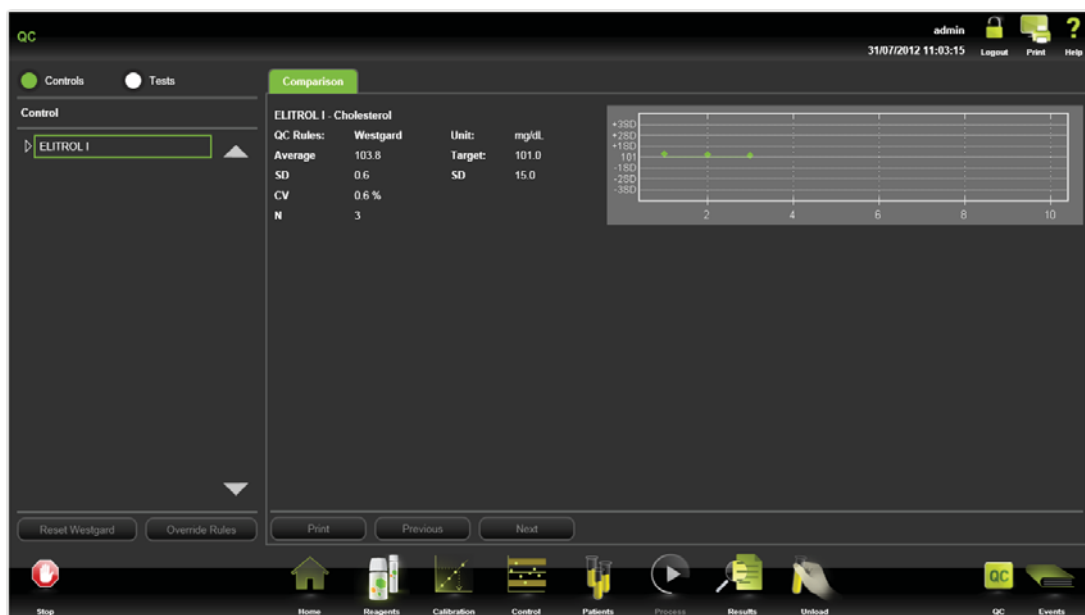 QC
admin
31/07/2012 11:03:15
Logout
Print
Help
Controls
Tests
Control
ELITROL I
Comparison
ELITROL I - Cholesterol
QC Rules: Westgard Unit: mg/dL
Average 103.8 Target: 101.0
SD 0.6 SD 15.0
CV 0.6 %
N 3
+3SD
+2SD
+1SD
101
-1SD
-2SD
-3SD
2 4 6 8 10
Reset Westgard
Override Rules
Print
Previous
Next
Stop
Home
Reagents
Calibration
Control
Patients
Process
Results
Unload
QC
QC
Events